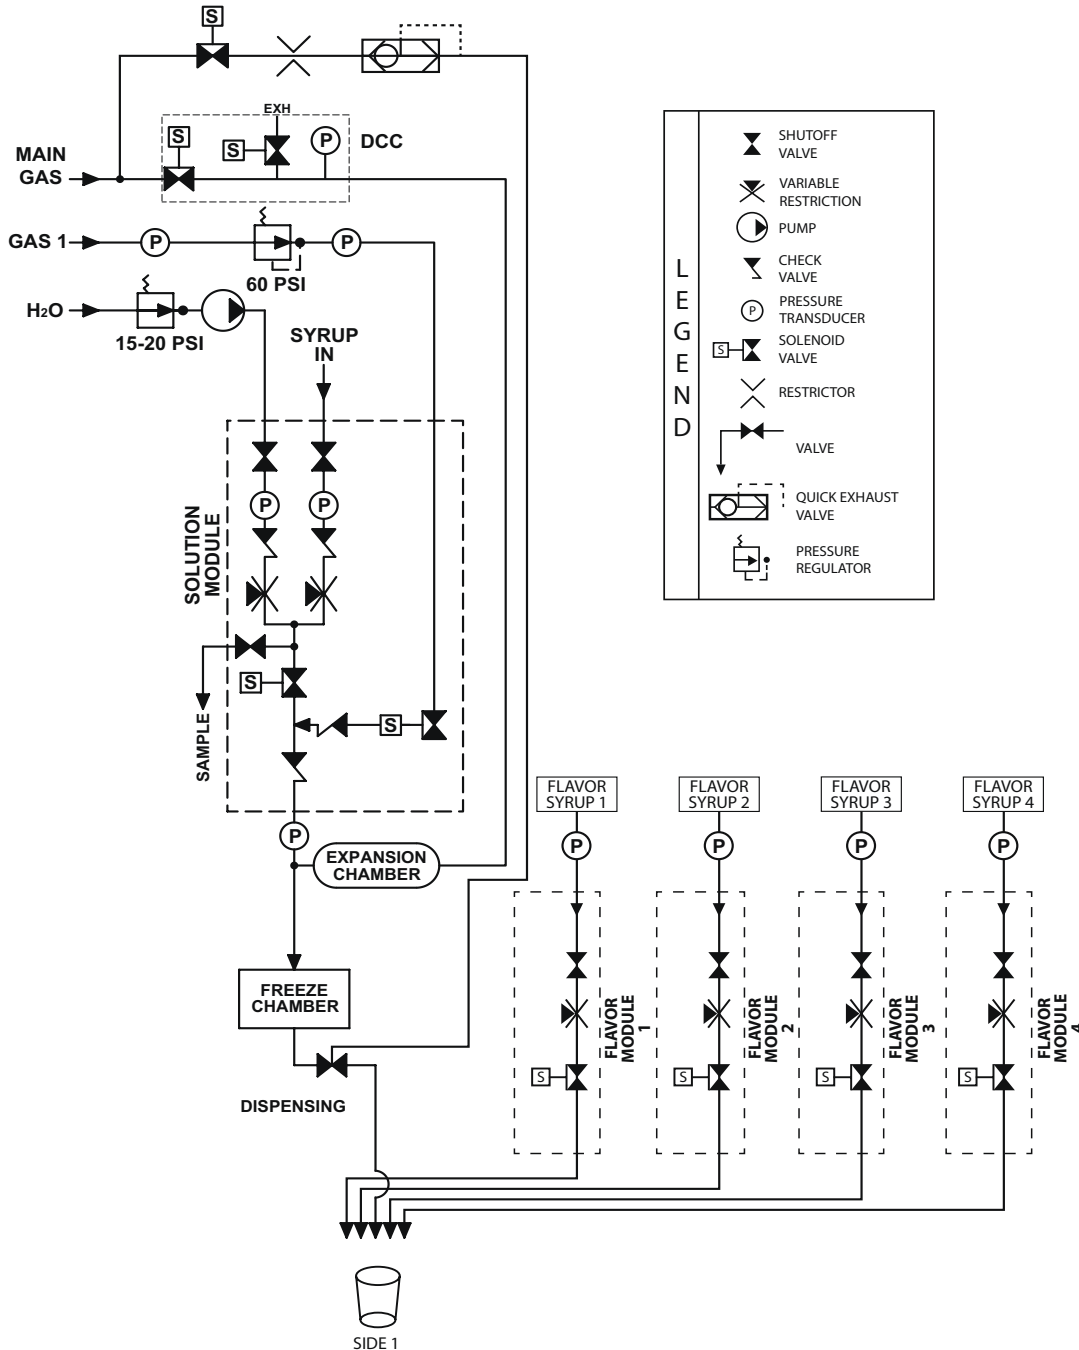 S
EXH
S
S
P
DCC
MAIN
GAS
GAS 1
P
P
60 PSI
H2O
15-20 PSI
SYRUP
IN
LEGEND
SHUTOFF
VALVE
VARIABLE
RESTRICTION
PUMP
CHECK
VALVE
P
PRESSURE
TRANSDUCER
S
SOLENOID
VALVE
RESTRICTOR
VALVE
QUICK EXHAUST
VALVE
PRESSURE
REGULATOR
SOLUTION
MODULE
P
P
S
S
SAMPLE
P
EXPANSION
CHAMBER
FREEZE
CHAMBER
DISPENSING
FLAVOR
SYRUP 1
FLAVOR
SYRUP 2
FLAVOR
SYRUP 3
FLAVOR
SYRUP 4
P
P
P
P
FLAVOR
MODULE
1
FLAVOR
MODULE
2
FLAVOR
MODULE
3
FLAVOR
MODULE
4
S
S
S
S
SIDE 1